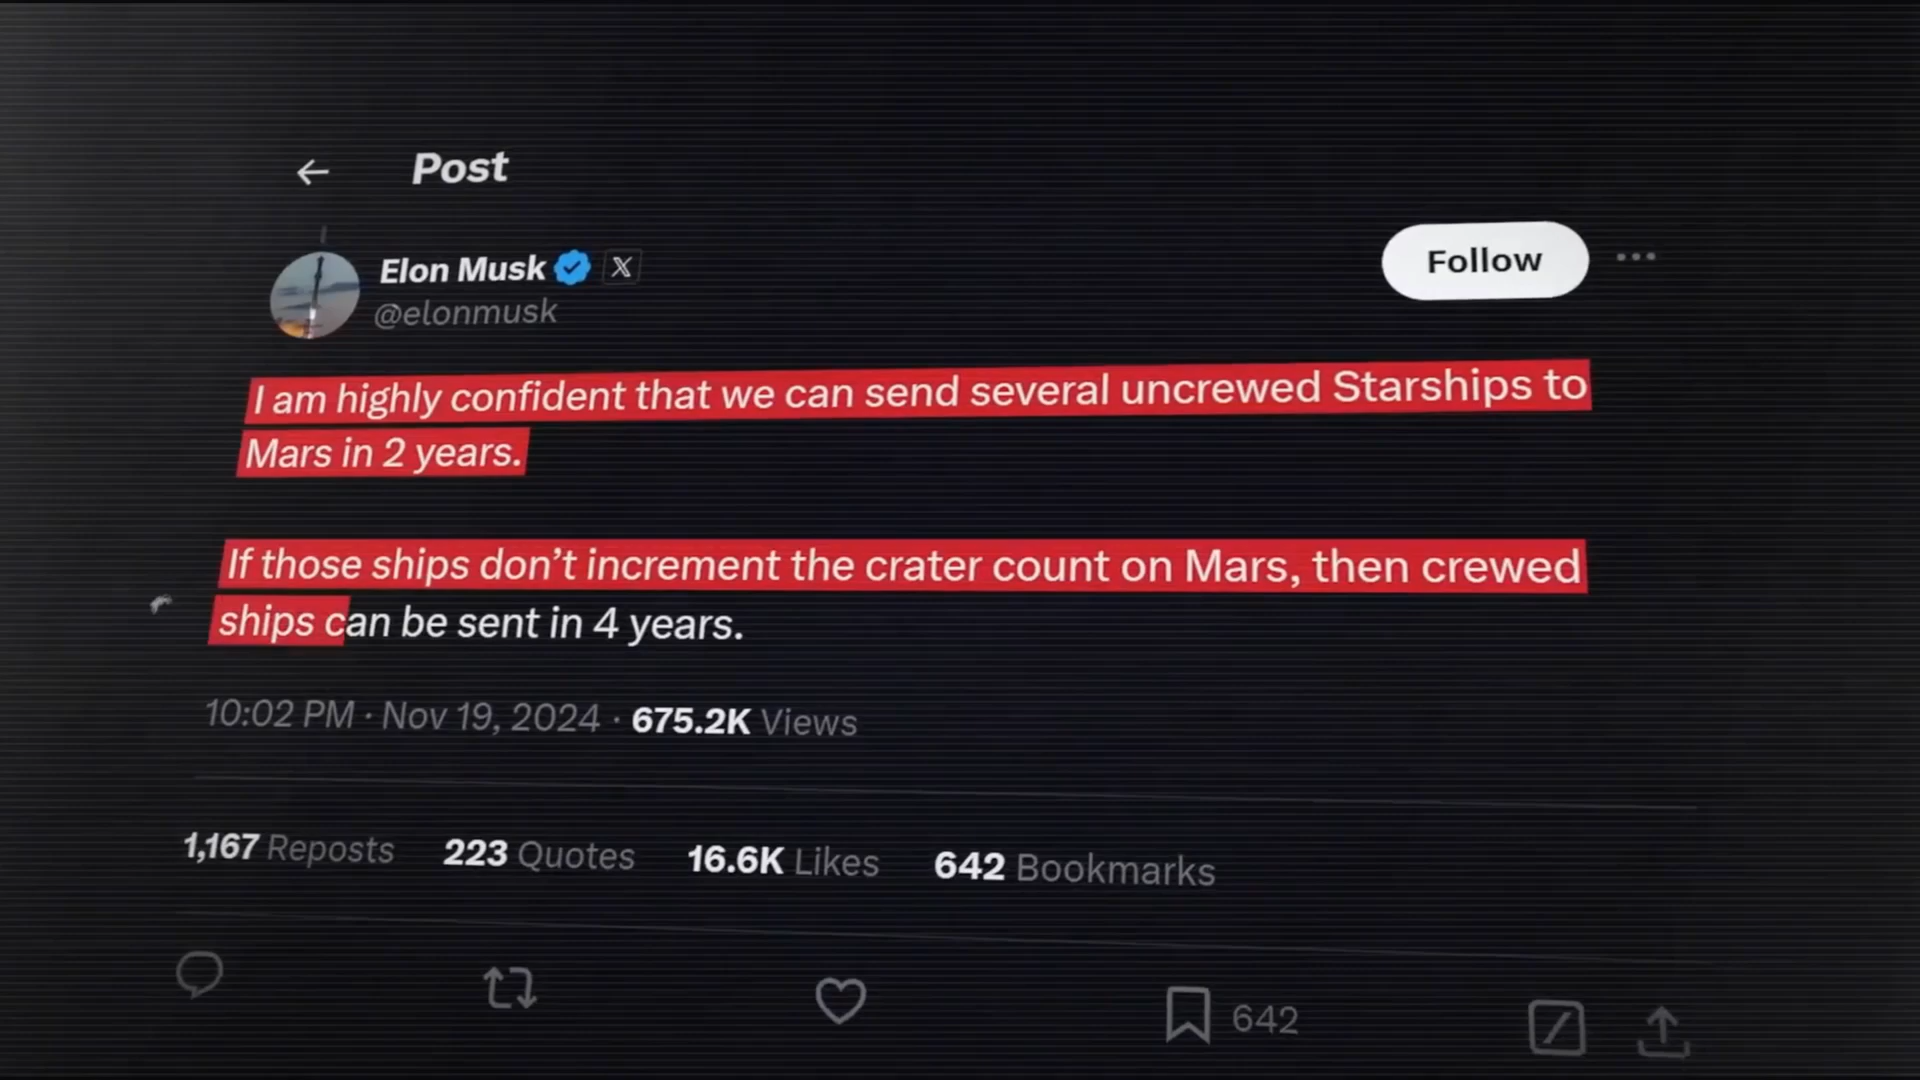 Post
Elon Musk
@elonmusk
Follow
I am highly confident that we can send several uncrewed Starships to
Mars in 2 years.
If those ships don’t increment the crater count on Mars, then crewed
ships can be sent in 4 years.
10:02 PM · Nov 19, 2024 · 675.2K Views
1,167 Reposts 223 Quotes 16.6K Likes 642 Bookmarks
642